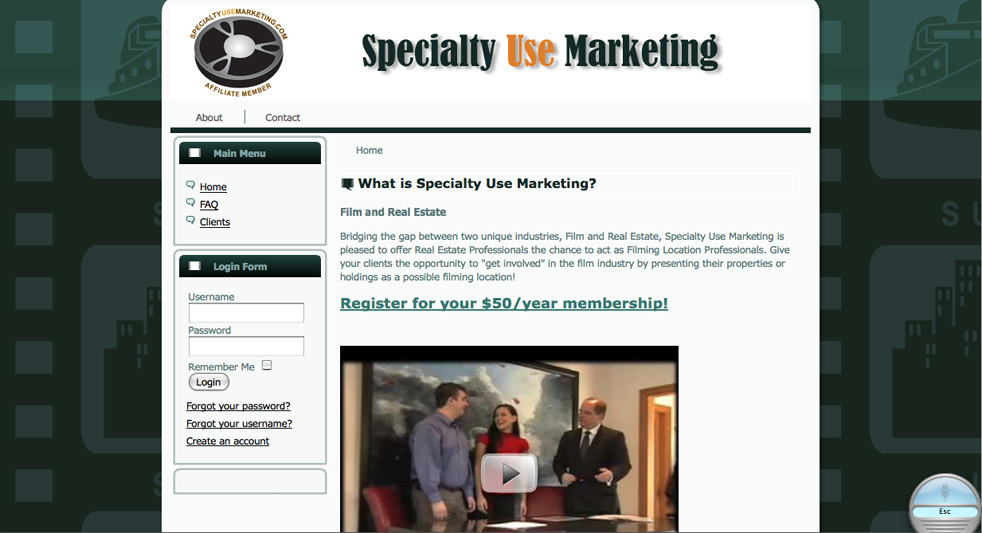 SPECIALTYUSEMARKETING.COM
AFFILIATE MEMBER
Specialty Use Marketing
About
Contact
Main Menu
Home
FAQ
Clients
Login Form
Username
Password
Remember Me
Login
Forgot your password?
Forgot your username?
Create an account
Home
What is Specialty Use Marketing?
Film and Real Estate
Bridging the gap between two unique industries, Film and Real Estate, Specialty Use Marketing is
pleased to offer Real Estate Professionals the chance to act as Filming Location Professionals. Give
your clients the opportunity to "get involved" in the film industry by presenting their properties or
holdings as a possible filming location!
Register for your $50/year membership!
Esc